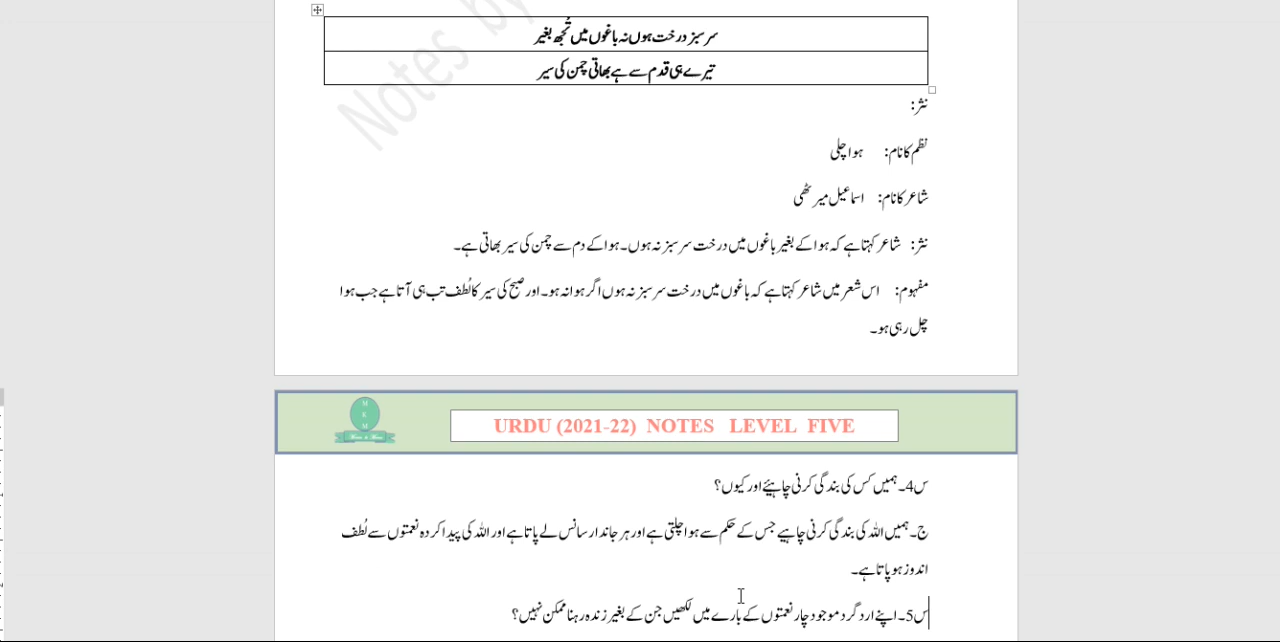 Notes by
سرسبز درخت ہوں نہ باغوں میں تُجھ بغیر
تیرے ہی قدم سے ہے بھاتی چمن کی سیر
نثر:
نظم کا نام: ہوا چلی
شاعر کا نام: اسماعیل میرٹھی
نثر: شاعر کہتا ہے کہ ہوا کے بغیر باغوں میں درخت سرسبز نہ ہوں۔ ہوا کے دم سے چمن کی سیر بھاتی ہے۔
مفہوم: اس شعر میں شاعر کہتا ہے کہ باغوں میں درخت سرسبز نہ ہوں اگر ہوا نہ ہو۔ اور صبح کی سیر کا لُطف تب ہی آتا ہے جب ہوا
چل رہی ہو۔
M
K
M
URDU (2021-22) NOTES LEVEL FIVE
س4۔ ہمیں کس کی بندگی کرنی چاہیئے اور کیوں؟
ج۔ ہمیں اللہ کی بندگی کرنی چاہیے جس کے حکم سے ہوا چلتی ہے اور ہر جاندار سانس لے پاتا ہے اور اللہ کی پیدا کردہ نعمتوں سے لُطف
اندوز ہو پاتا ہے۔
س5۔ اپنے ارد گرد موجود چار نعمتوں کے بارے میں لکھیں جن کے بغیر زندہ رہنا ممکن نہیں؟